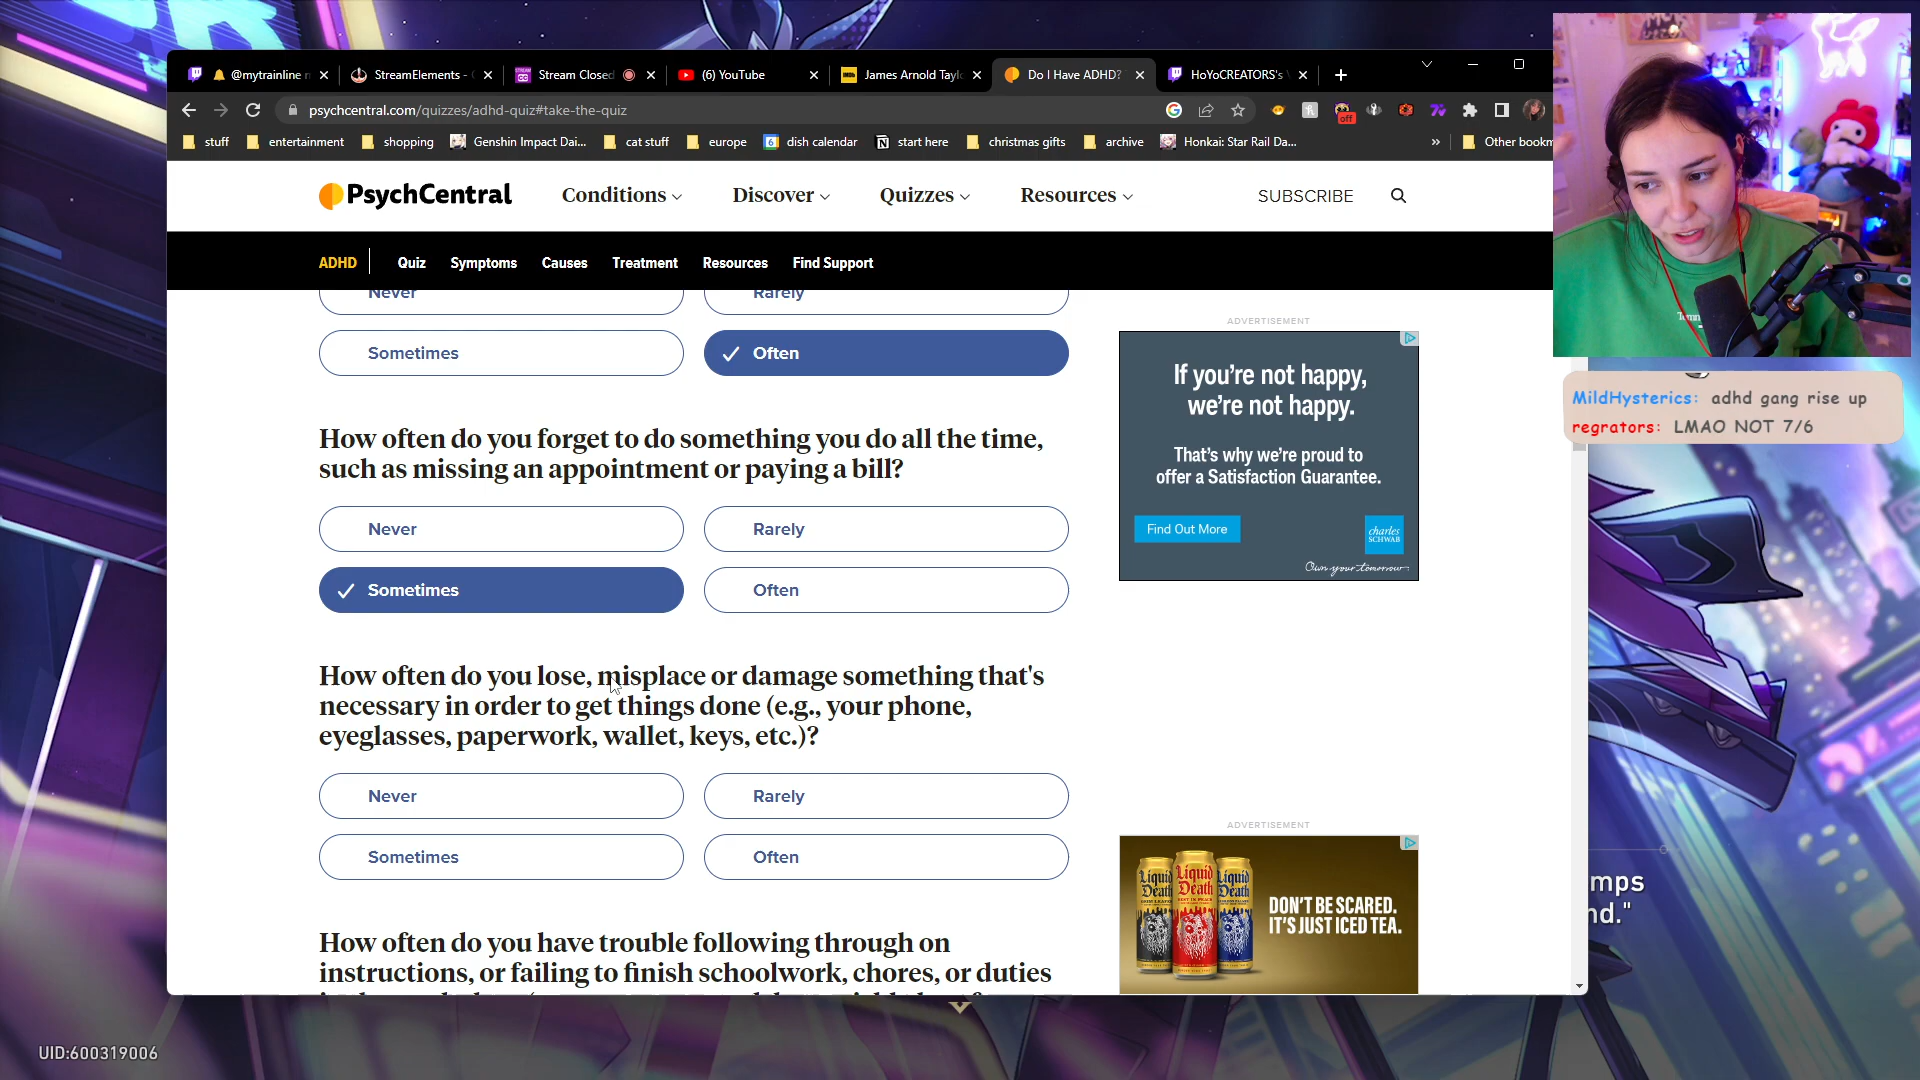 @mytrainline n
StreamElements -
Stream Closed
(6) YouTube
James Arnold Tayl
Do I Have ADHD?
HoYoCREATORS's
psychcentral.com/quizzes/adhd-quiz#take-the-quiz
off
stuff
entertainment
shopping
Genshin Impact Dai...
cat stuff
europe
dish calendar
start here
christmas gifts
archive
Honkai: Star Rail Da...
»
Other bookm
PsychCentral
Conditions
Discover
Quizzes
Resources
SUBSCRIBE
ADHD
Quiz
Symptoms
Causes
Treatment
Resources
Find Support
Never
Rarely
Sometimes
Often
How often do you forget to do something you do all the time,
such as missing an appointment or paying a bill?
Never
Rarely
Sometimes
Often
How often do you lose, misplace or damage something that's
necessary in order to get things done (e.g., your phone,
eyeglasses, paperwork, wallet, keys, etc.)?
Never
Rarely
Sometimes
Often
How often do you have trouble following through on
instructions, or failing to finish schoolwork, chores, or duties
ADVERTISEMENT
If you're not happy,
we're not happy.
That's why we're proud to
offer a Satisfaction Guarantee.
Find Out More
charles
SCHWAB
Own your tomorrow
ADVERTISEMENT
Liquid Death
Liquid Death
Liquid Death
DON'T BE SCARED.
IT'S JUST ICED TEA.
MildHysterics: adhd gang rise up
regrators: LMAO NOT 7/6
mps
nd."
UID:600319006